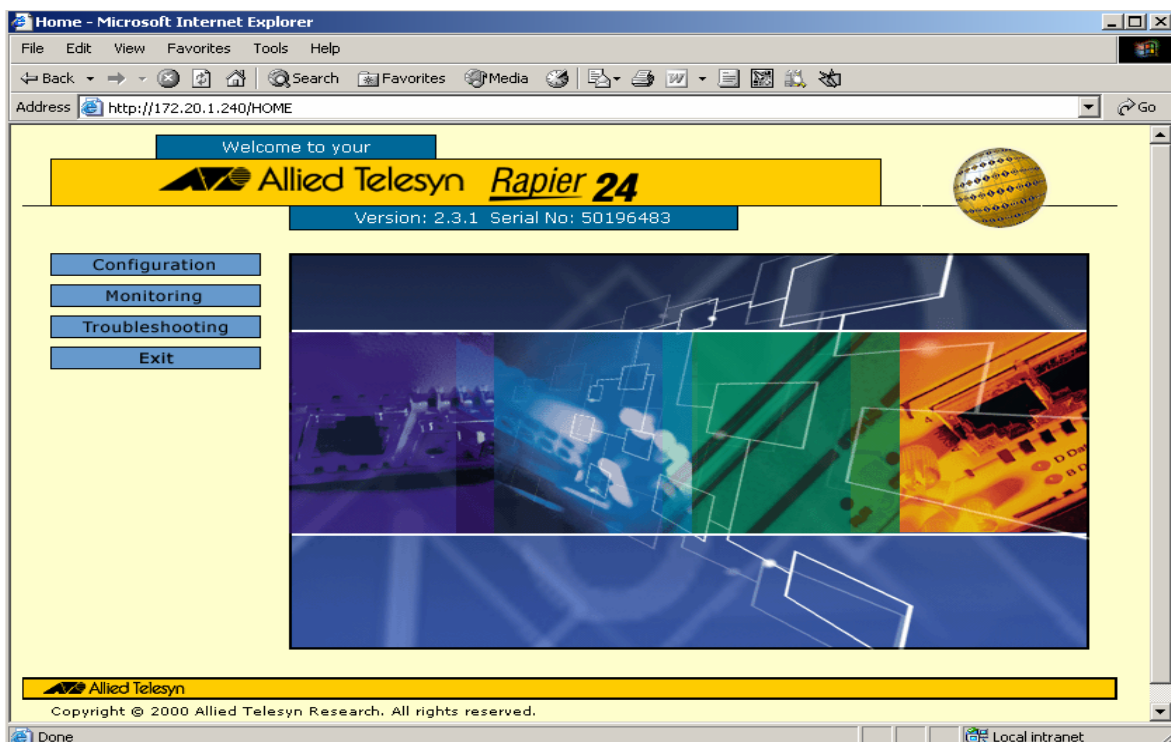 Home - Microsoft Internet Explorer
File Edit View Favorites Tools Help
Back Search Favorites Media
Address http://172.20.1.240/HOME Go
Welcome to your
Allied Telesyn Rapier 24
Version: 2.3.1 Serial No: 50196483
Configuration
Monitoring
Troubleshooting
Exit
4
D Dat
B D
Allied Telesyn
Copyright © 2000 Allied Telesyn Research. All rights reserved.
Done Local intranet